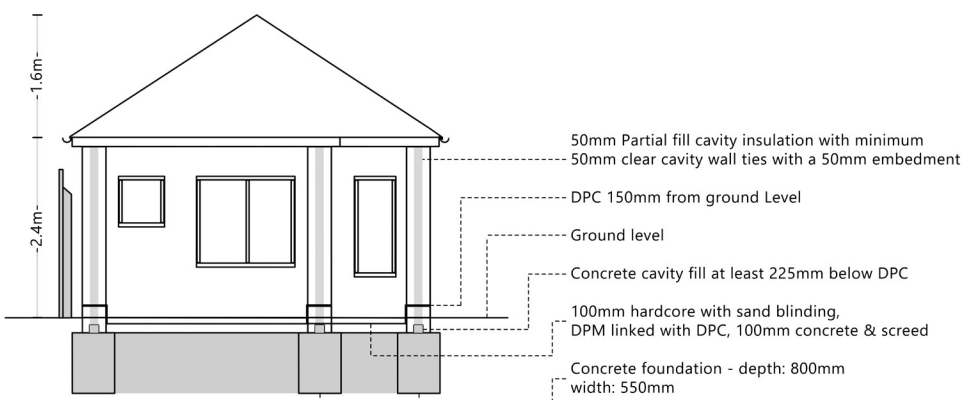 -1.6m-
50mm Partial fill cavity insulation with minimum
50mm clear cavity wall ties with a 50mm embedment
DPC 150mm from ground Level
-2.4m-
Ground level
Concrete cavity fill at least 225mm below DPC
100mm hardcore with sand blinding,
DPM linked with DPC, 100mm concrete & screed
Concrete foundation - depth: 800mm
width: 550mm